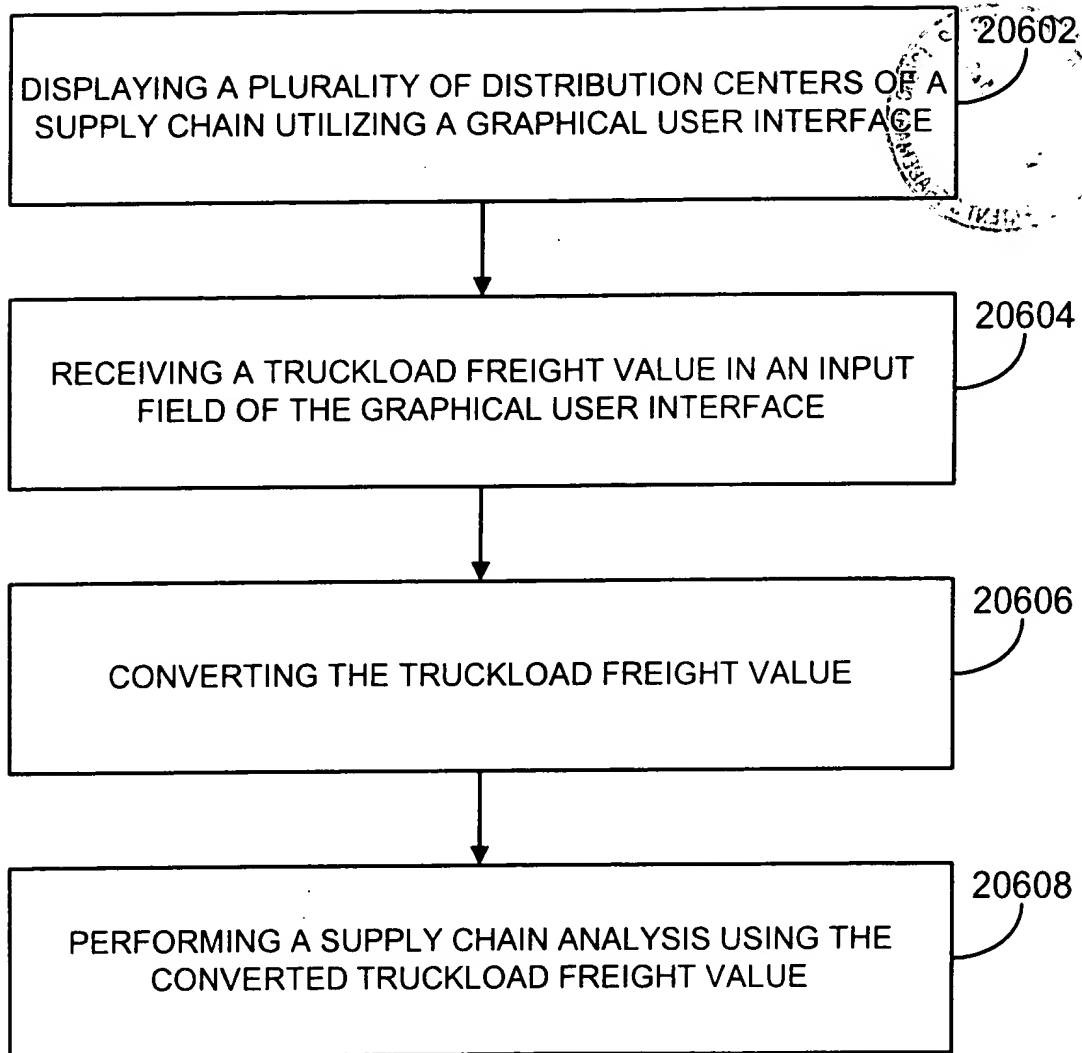 20602
DISPLAYING A PLURALITY OF DISTRIBUTION CENTERS OF A
SUPPLY CHAIN UTILIZING A GRAPHICAL USER INTERFACE
20604
RECEIVING A TRUCKLOAD FREIGHT VALUE IN AN INPUT
FIELD OF THE GRAPHICAL USER INTERFACE
20606
CONVERTING THE TRUCKLOAD FREIGHT VALUE
20608
PERFORMING A SUPPLY CHAIN ANALYSIS USING THE
CONVERTED TRUCKLOAD FREIGHT VALUE